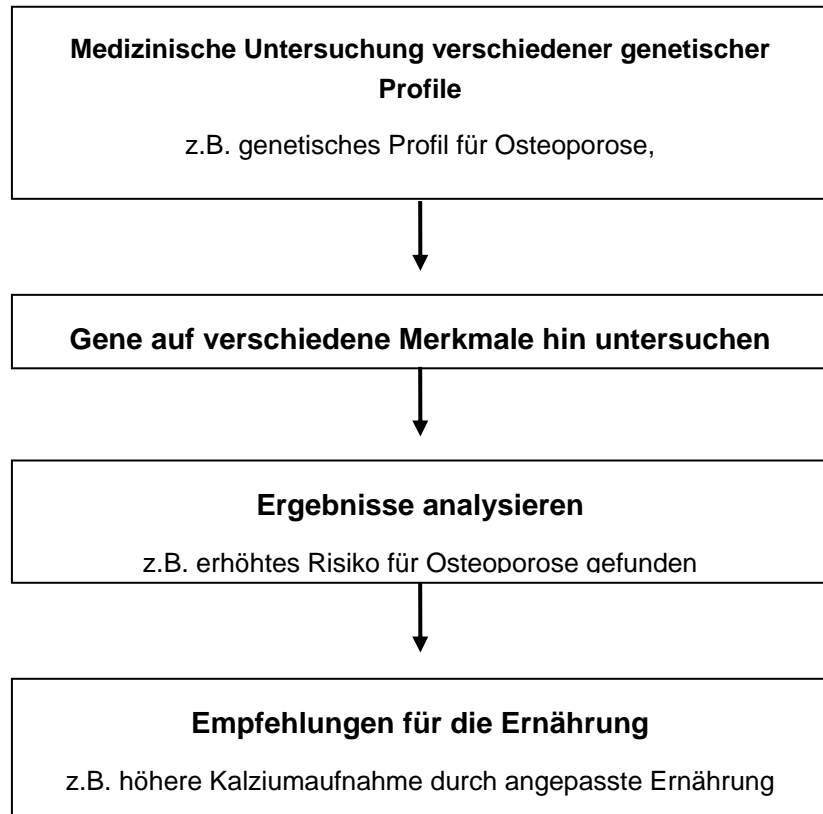 Medizinische Untersuchung verschiedener genetischer
Profile
z.B. genetisches Profil für Osteoporose,
Gene auf verschiedene Merkmale hin untersuchen
Ergebnisse analysieren
z.B. erhöhtes Risiko für Osteoporose gefunden
Empfehlungen für die Ernährung
z.B. höhere Kalziumaufnahme durch angepasste Ernährung